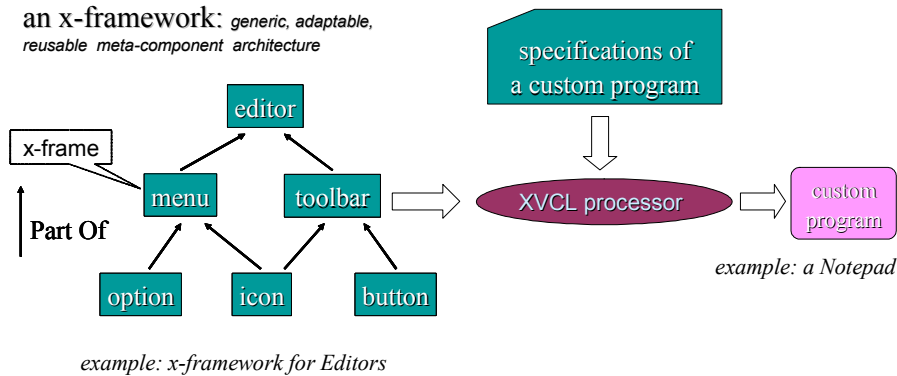 an x-framework: generic, adaptable,
reusable meta-component architecture
specifications of
a custom program
editor
x-frame
menu
toolbar
XVCL processor
custom
program
Part Of
option
icon
button
example: a Notepad
example: x-framework for Editors